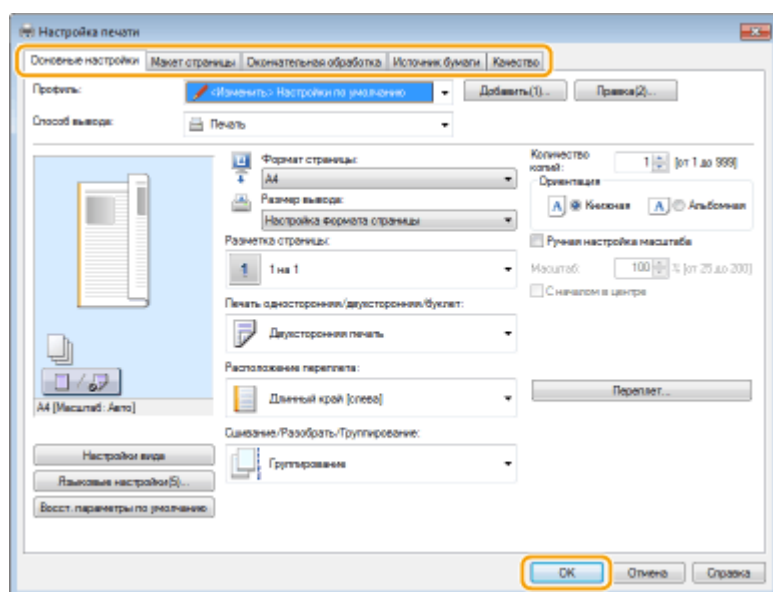 Настройка печати
Основные настройки Макет страницы Окончательная обработка Источник бумаги Качество
Профиль: <Изменить> Настройки по умолчанию Добавить(1)... Правка(2)...
Способ вывода: Печать
Формат страницы:
A4
Размер вывода:
Настройка формата страницы
Разметка страницы:
1 1 на 1
Печать односторонняя/двухсторонняя/буклет:
Двухсторонняя печать
Расположение переплета:
Длинный край [слева]
Сшивание/Разобрать/Группирование:
Группирование
Количество копий: 1 [от 1 до 999]
Ориентация
A Книжная A Альбомная
Ручная настройка масштаба
Масштаб: 100 % [от 25 до 200]
С началом в центре
Переплет...
A4 [Масштаб: Авто]
Настройки вида
Языковые настройки(5)...
Восст. параметры по умолчанию
OK Отмена Справка